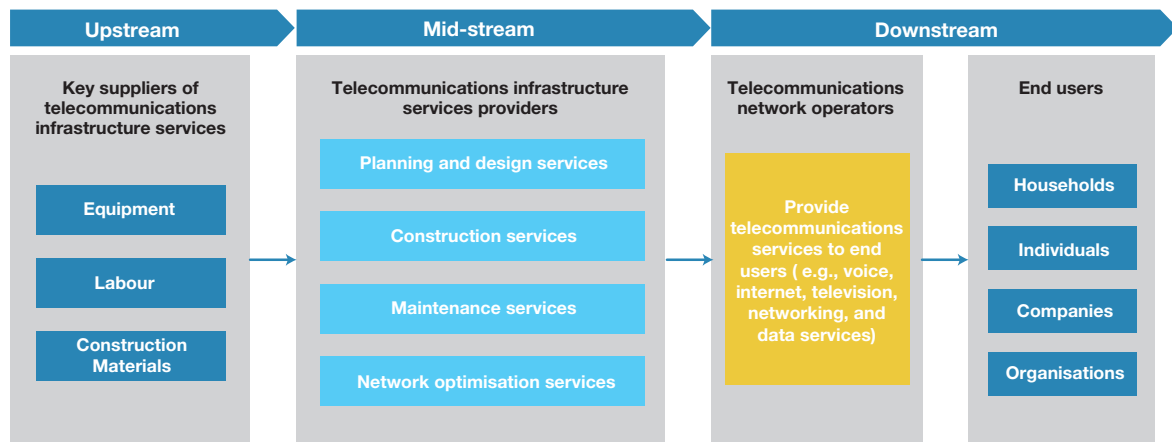 Upstream
Mid-stream
Downstream
Key suppliers of
telecommunications
infrastructure services
Equipment
Labour
Construction
Materials
Telecommunications infrastructure
services providers
Planning and design services
Construction services
Maintenance services
Network optimisation services
Telecommunications
network operators
Provide
telecommunications
services to end
users ( e.g., voice,
internet, television,
networking, and
data services)
End users
Households
Individuals
Companies
Organisations